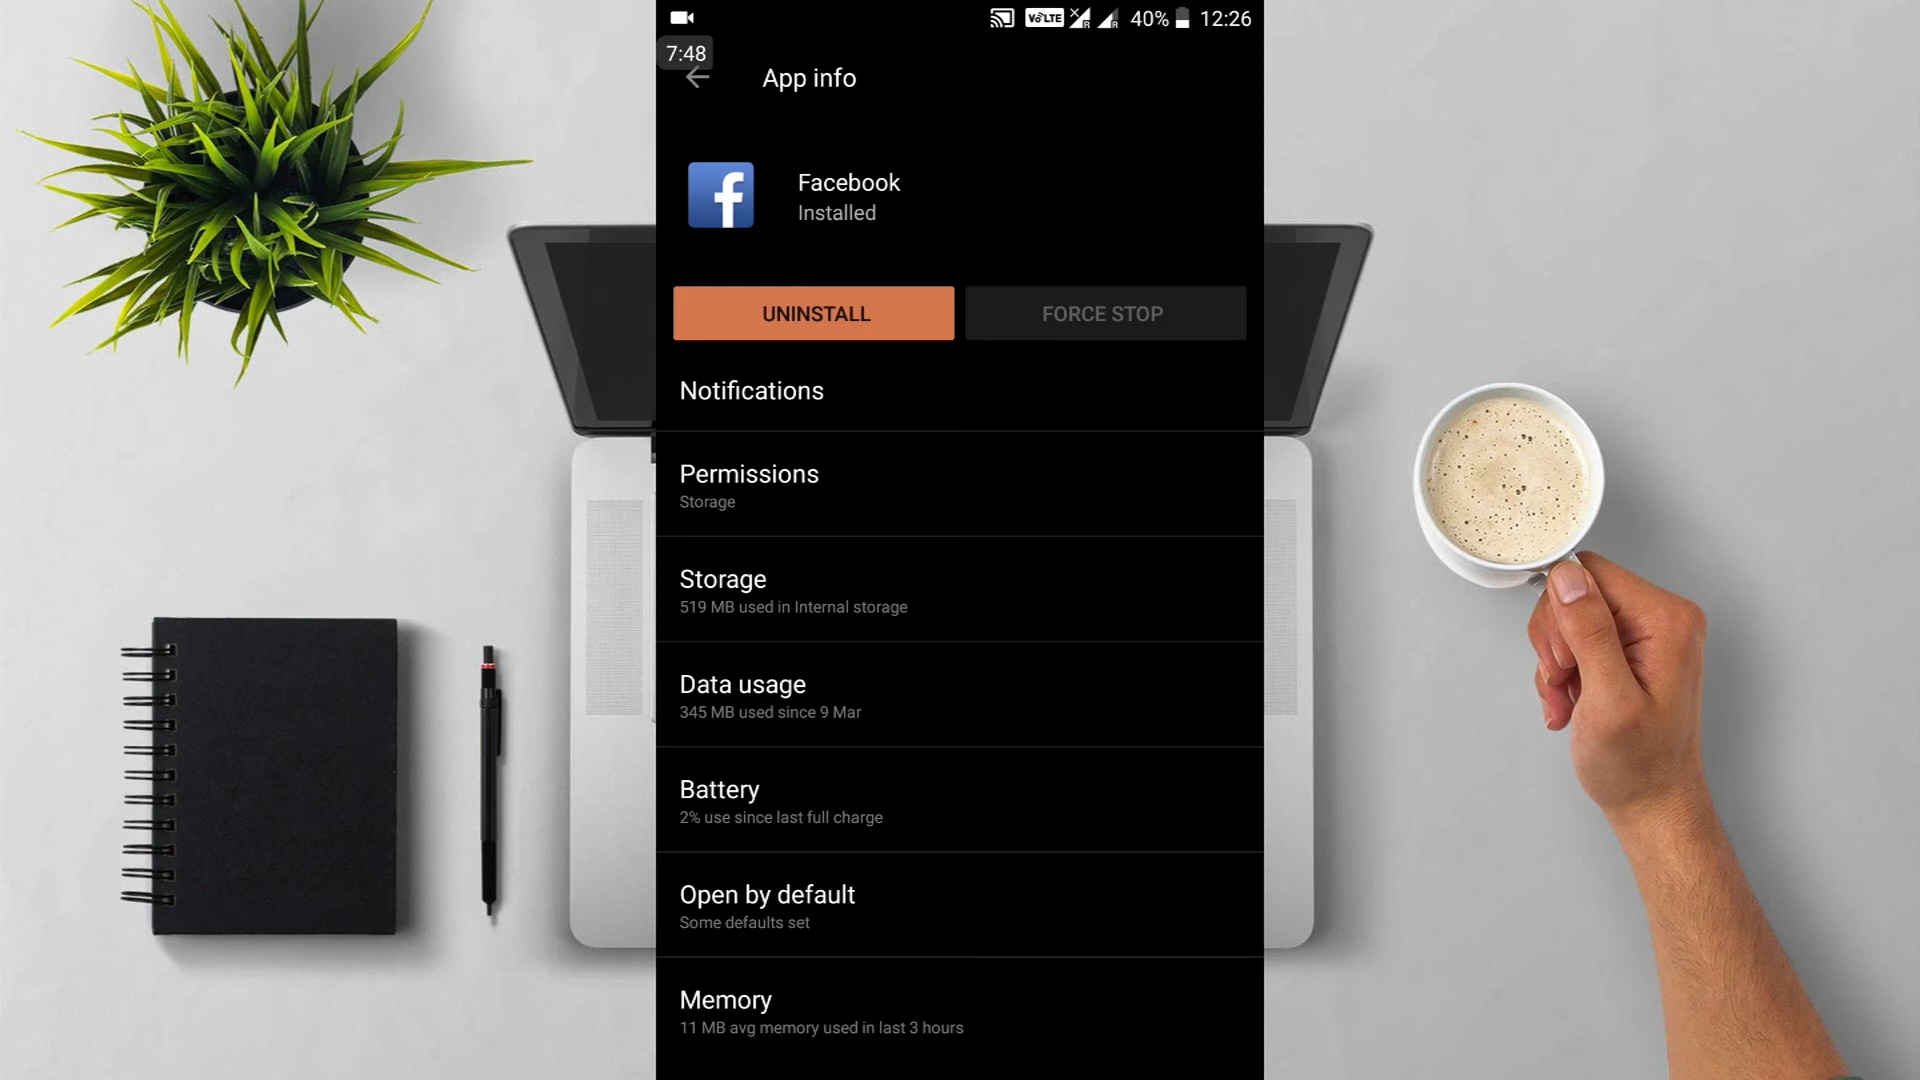 VoLTE R R 40% 12:26
7:48
App info
f
Facebook
Installed
UNINSTALL FORCE STOP
Notifications
Permissions
Storage
Storage
519 MB used in Internal storage
Data usage
345 MB used since 9 Mar
Battery
2% use since last full charge
Open by default
Some defaults set
Memory
11 MB avg memory used in last 3 hours